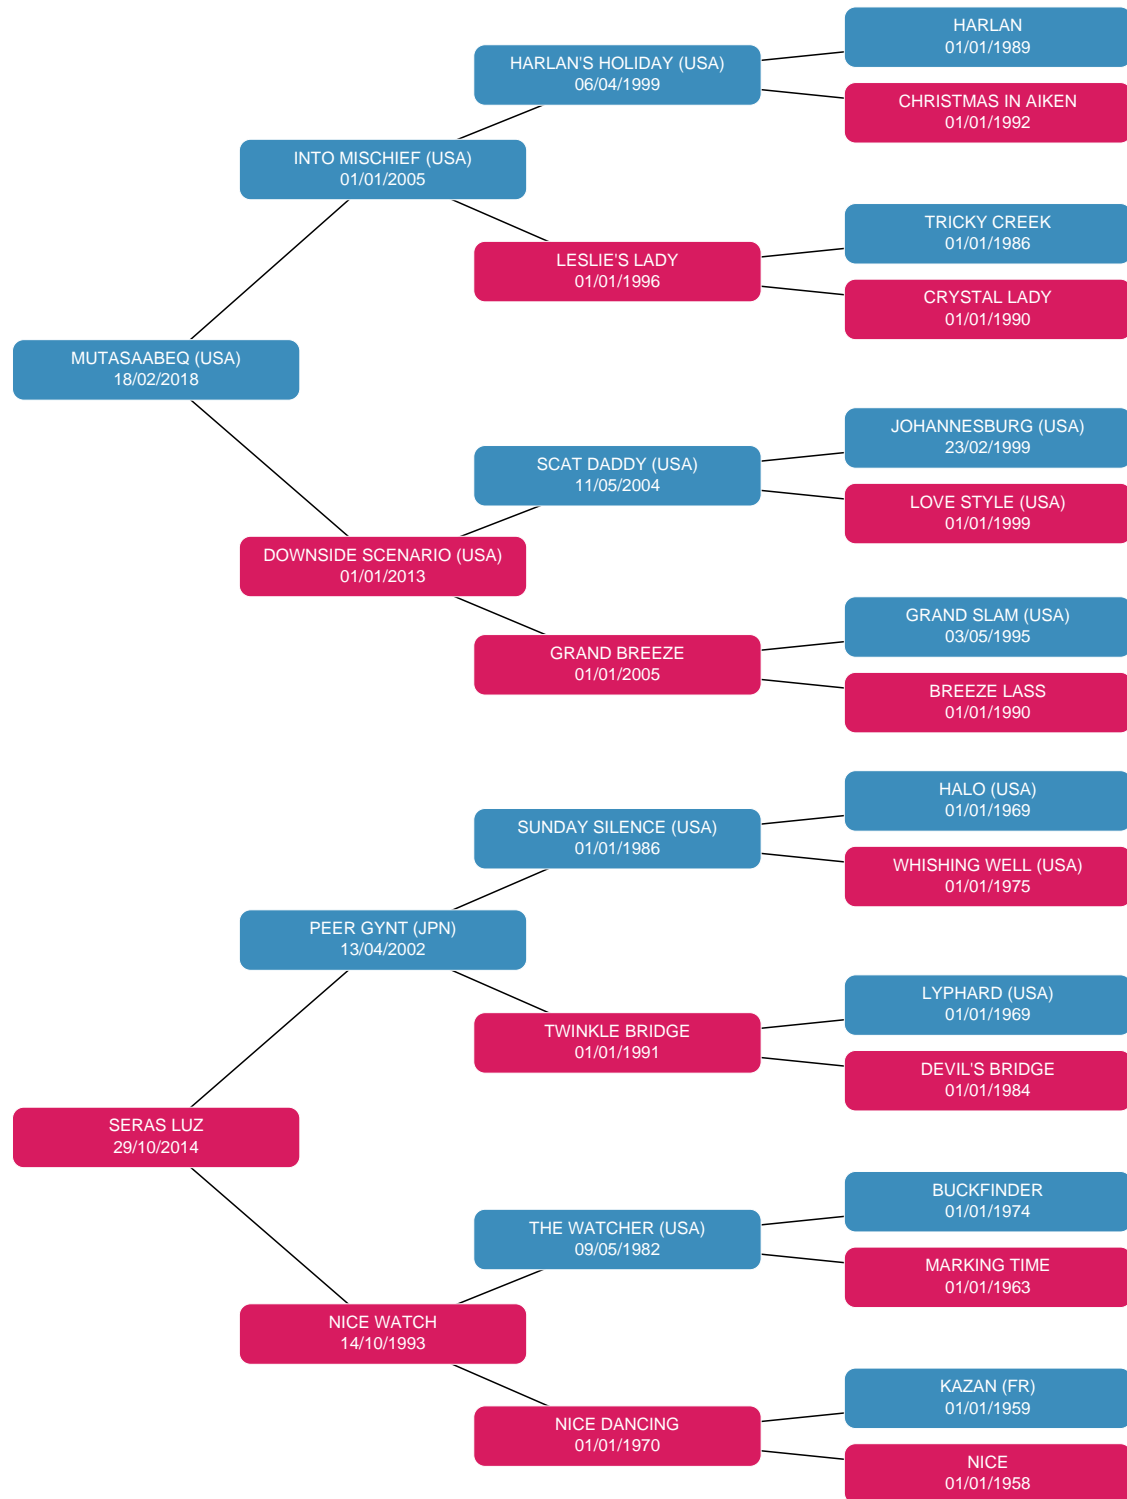 HARLAN
01/01/1989
HARLAN'S HOLIDAY (USA)
06/04/1999
CHRISTMAS IN AIKEN
01/01/1992
INTO MISCHIEF (USA)
01/01/2005
TRICKY CREEK
01/01/1986
LESLIE'S LADY
01/01/1996
CRYSTAL LADY
01/01/1990
MUTASAABEQ (USA)
18/02/2018
JOHANNESBURG (USA)
23/02/1999
SCAT DADDY (USA)
11/05/2004
LOVE STYLE (USA)
01/01/1999
DOWNSIDE SCENARIO (USA)
01/01/2013
GRAND SLAM (USA)
03/05/1995
GRAND BREEZE
01/01/2005
BREEZE LASS
01/01/1990
HALO (USA)
01/01/1969
SUNDAY SILENCE (USA)
01/01/1986
WHISHING WELL (USA)
01/01/1975
PEER GYNT (JPN)
13/04/2002
LYPHARD (USA)
01/01/1969
TWINKLE BRIDGE
01/01/1991
DEVIL'S BRIDGE
01/01/1984
SERAS LUZ
29/10/2014
BUCKFINDER
01/01/1974
THE WATCHER (USA)
09/05/1982
MARKING TIME
01/01/1963
NICE WATCH
14/10/1993
KAZAN (FR)
01/01/1959
NICE DANCING
01/01/1970
NICE
01/01/1958